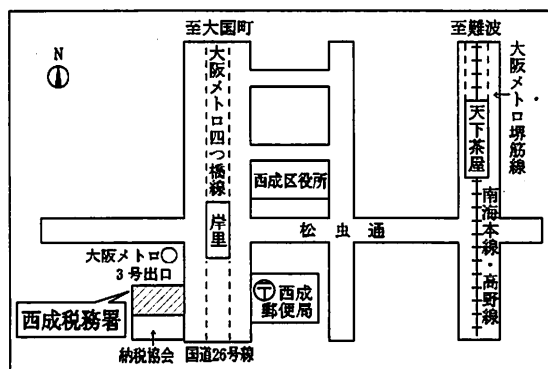 至大国町
至難波
N
大阪メトロ四つ橋線
大阪メトロ堺筋線
天下茶屋
西成区役所
岸里
松虫通
南海本線・高野線
大阪メトロ
3号出口
西成
郵便局
西成税務署
納税協会
国道26号線